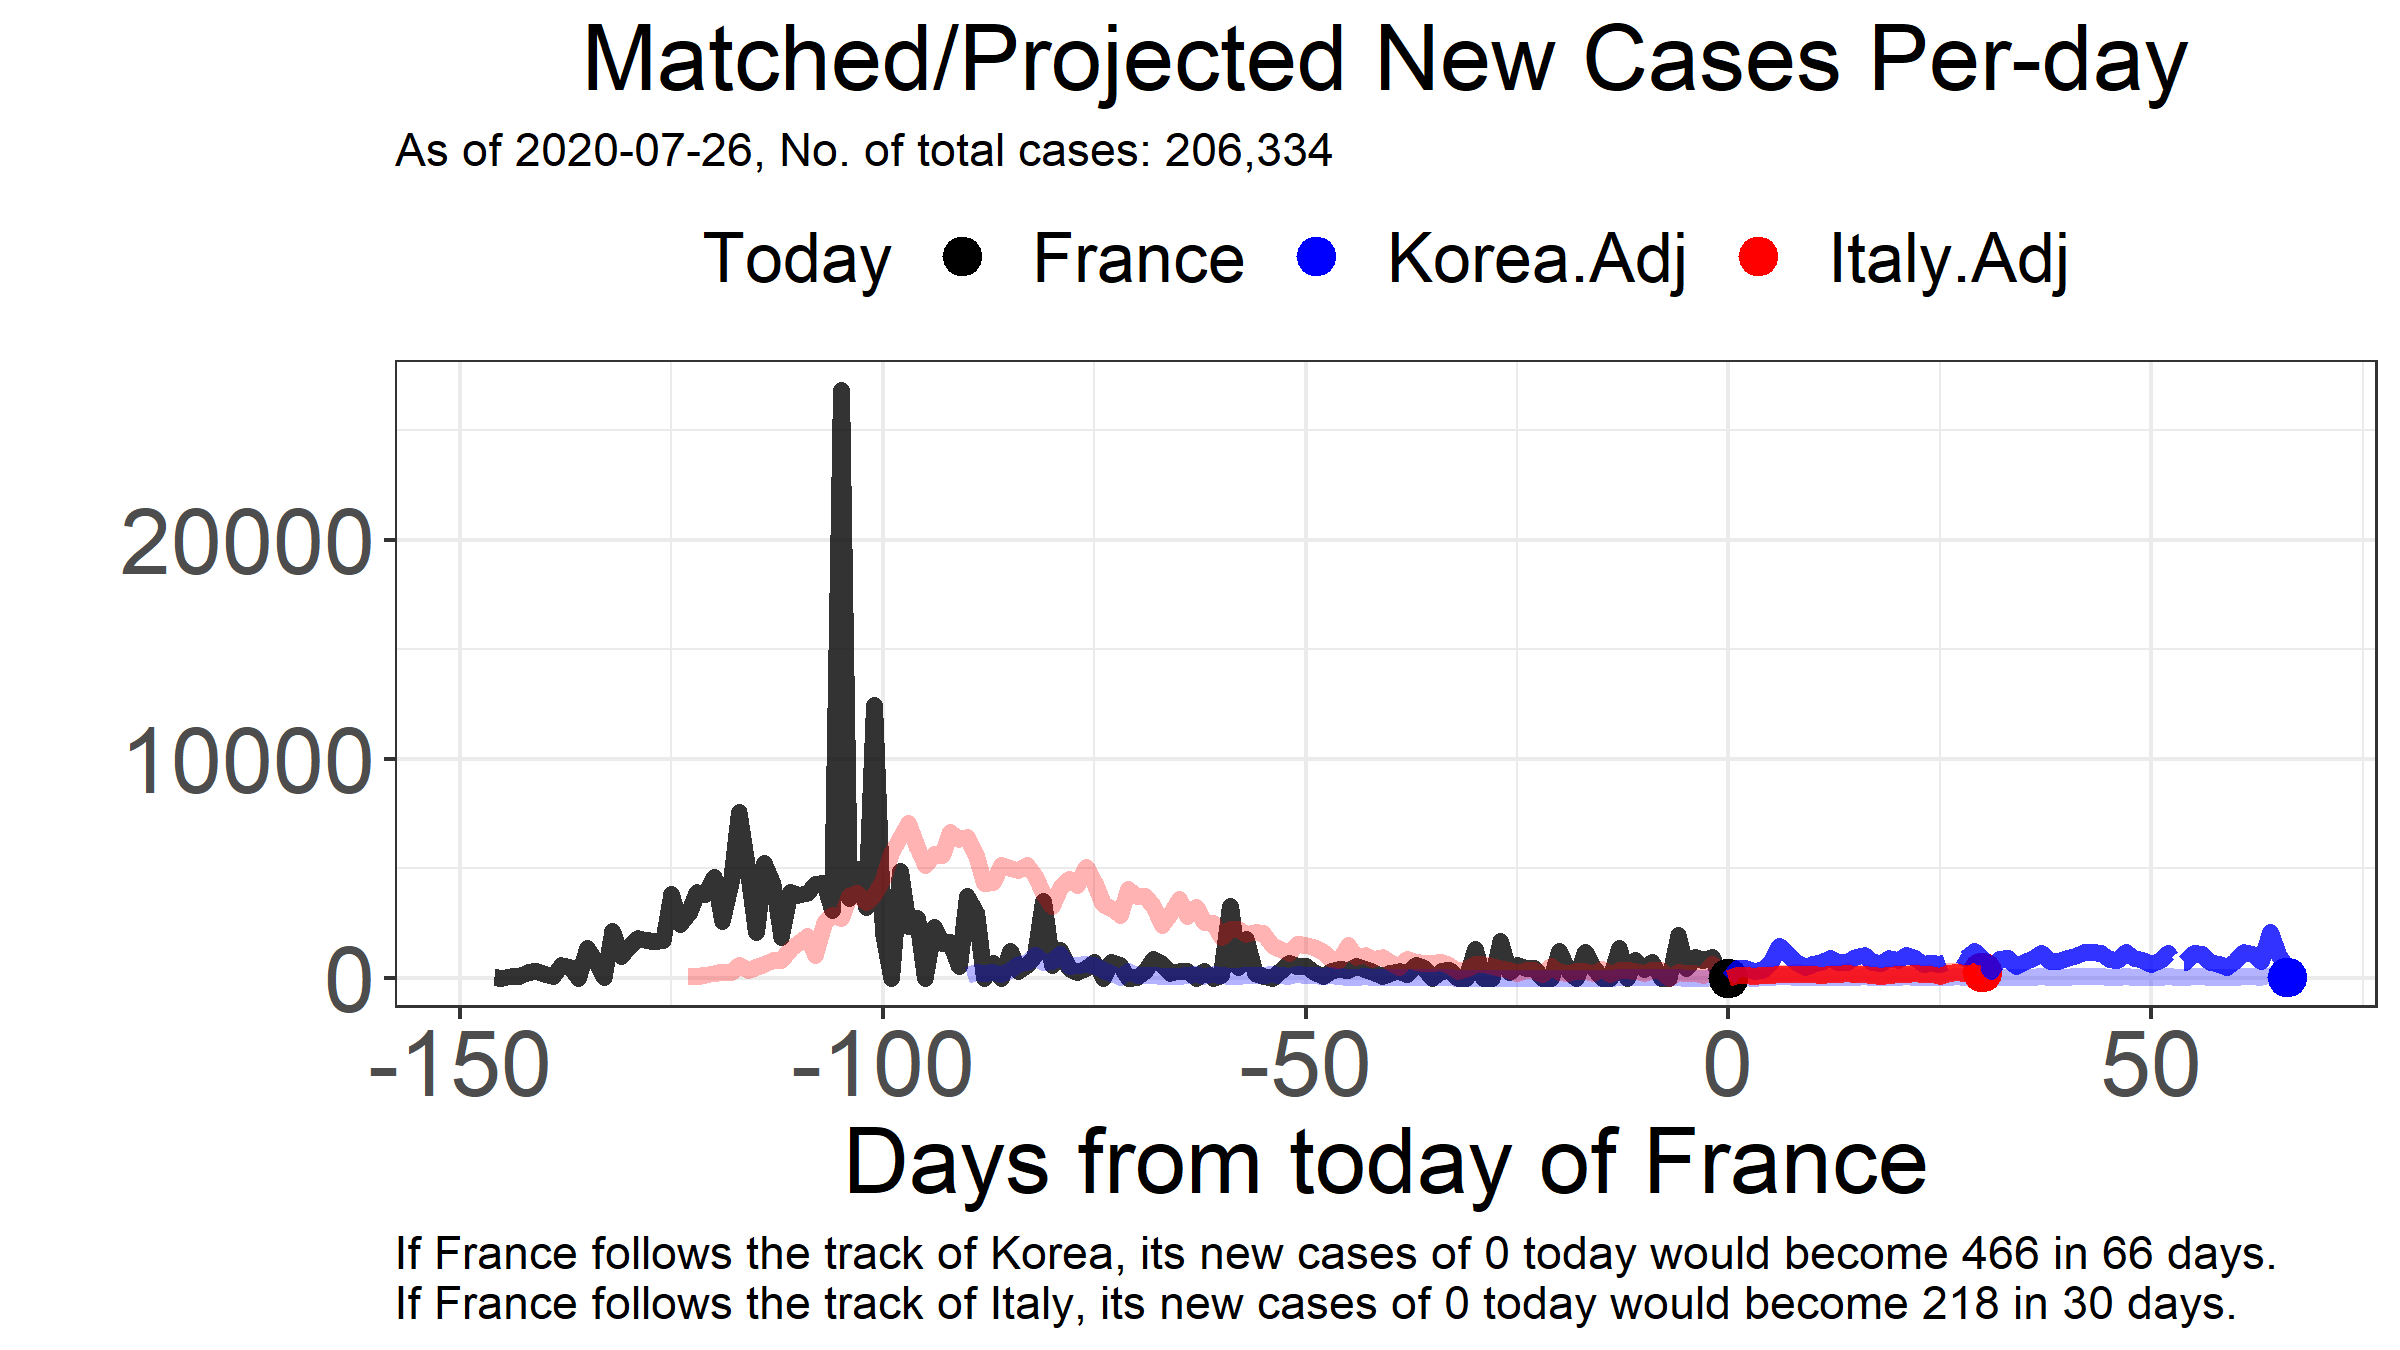 Matched/Projected New Cases Per-day
As of 2020-07-26, No. of total cases: 206,334
Today France Korea.Adj Italy.Adj
20000
10000
0
-150 -100 -50 0 50
Days from today of France
If France follows the track of Korea, its new cases of 0 today would become 466 in 66 days.
If France follows the track of Italy, its new cases of 0 today would become 218 in 30 days.